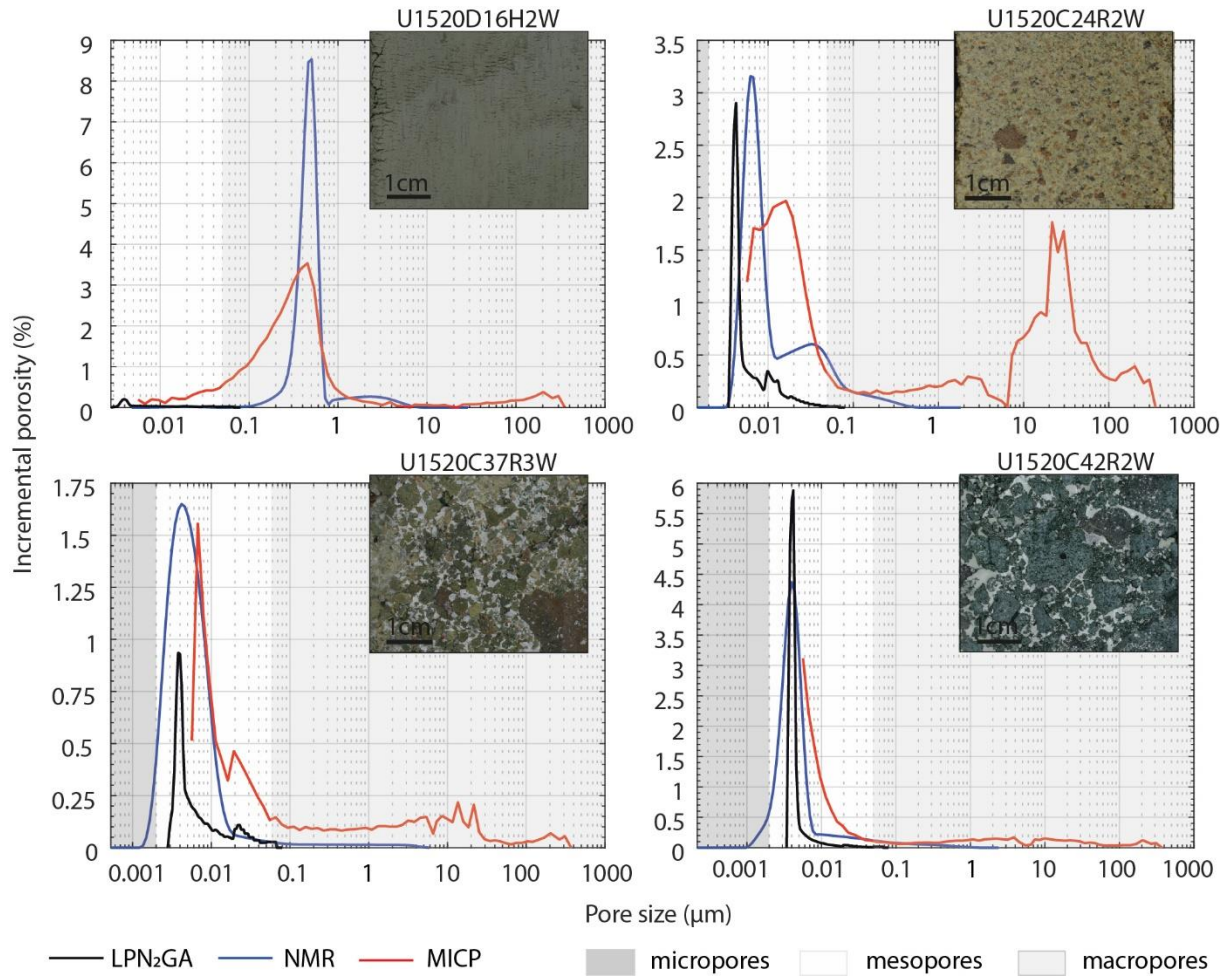 U1520D16H2W
9
8
7
6
5
4
3
2
1
0
0.01 0.1 1 10 100 1000
1cm
U1520C24R2W
3.5
3
2.5
2
1.5
1
0.5
0
0.01 0.1 1 10 100 1000
1cm
U1520C37R3W
1.75
1.5
1.25
1
0.75
0.5
0.25
0
0.001 0.01 0.1 1 10 100 1000
1cm
U1520C42R2W
6
5.5
5
4.5
4
3.5
3
2.5
2
1.5
1
0.5
0
0.001 0.01 0.1 1 10 100 1000
1cm
Incremental porosity (%)
Pore size (μm)
LPN₂GA NMR MICP micropores mesopores macropores